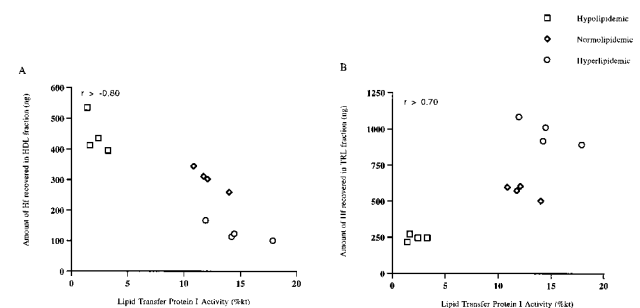 Hypolipidemic
Normolipidemic
Hyperlipidemic
A
r > -0.80
600
500
400
300
200
100
0
0 5 10 15 20
Amount of Hf recovered in HDL fraction (ng)
Lipid Transfer Protein I Activity (%kt)
B
r > 0.70
1250
1000
750
500
250
0
0 5 10 15 20
Amount of Hf recovered in TRL fraction (ng)
Lipid Transfer Protein I Activity (%kt)